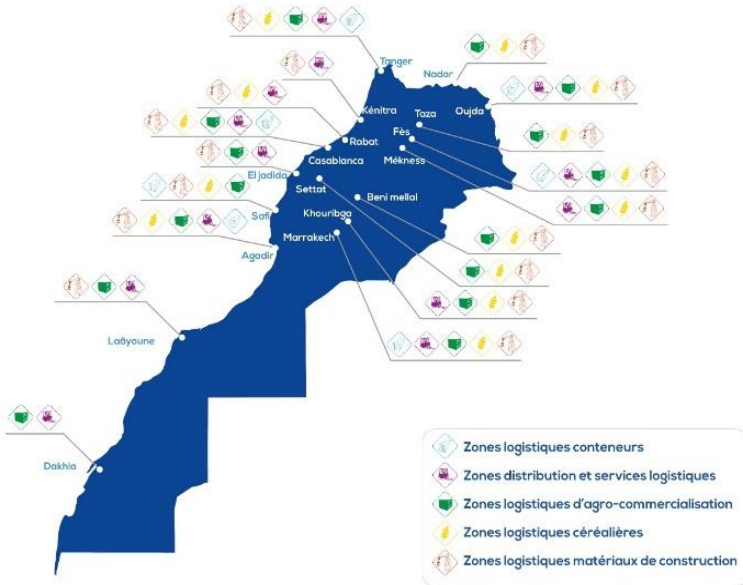 Tanger
Nador
Kénitra
Taza
Oujda
Fès
Rabat
Casablanca
Mékness
El jadida
Settat
Beni mellal
Safi
Khouribga
Marrakech
Agadir
Laâyoune
Dakhla
Zones logistiques conteneurs
Zones distribution et services logistiques
Zones logistiques d'agro-commercialisation
Zones logistiques céréalières
Zones logistiques matériaux de construction